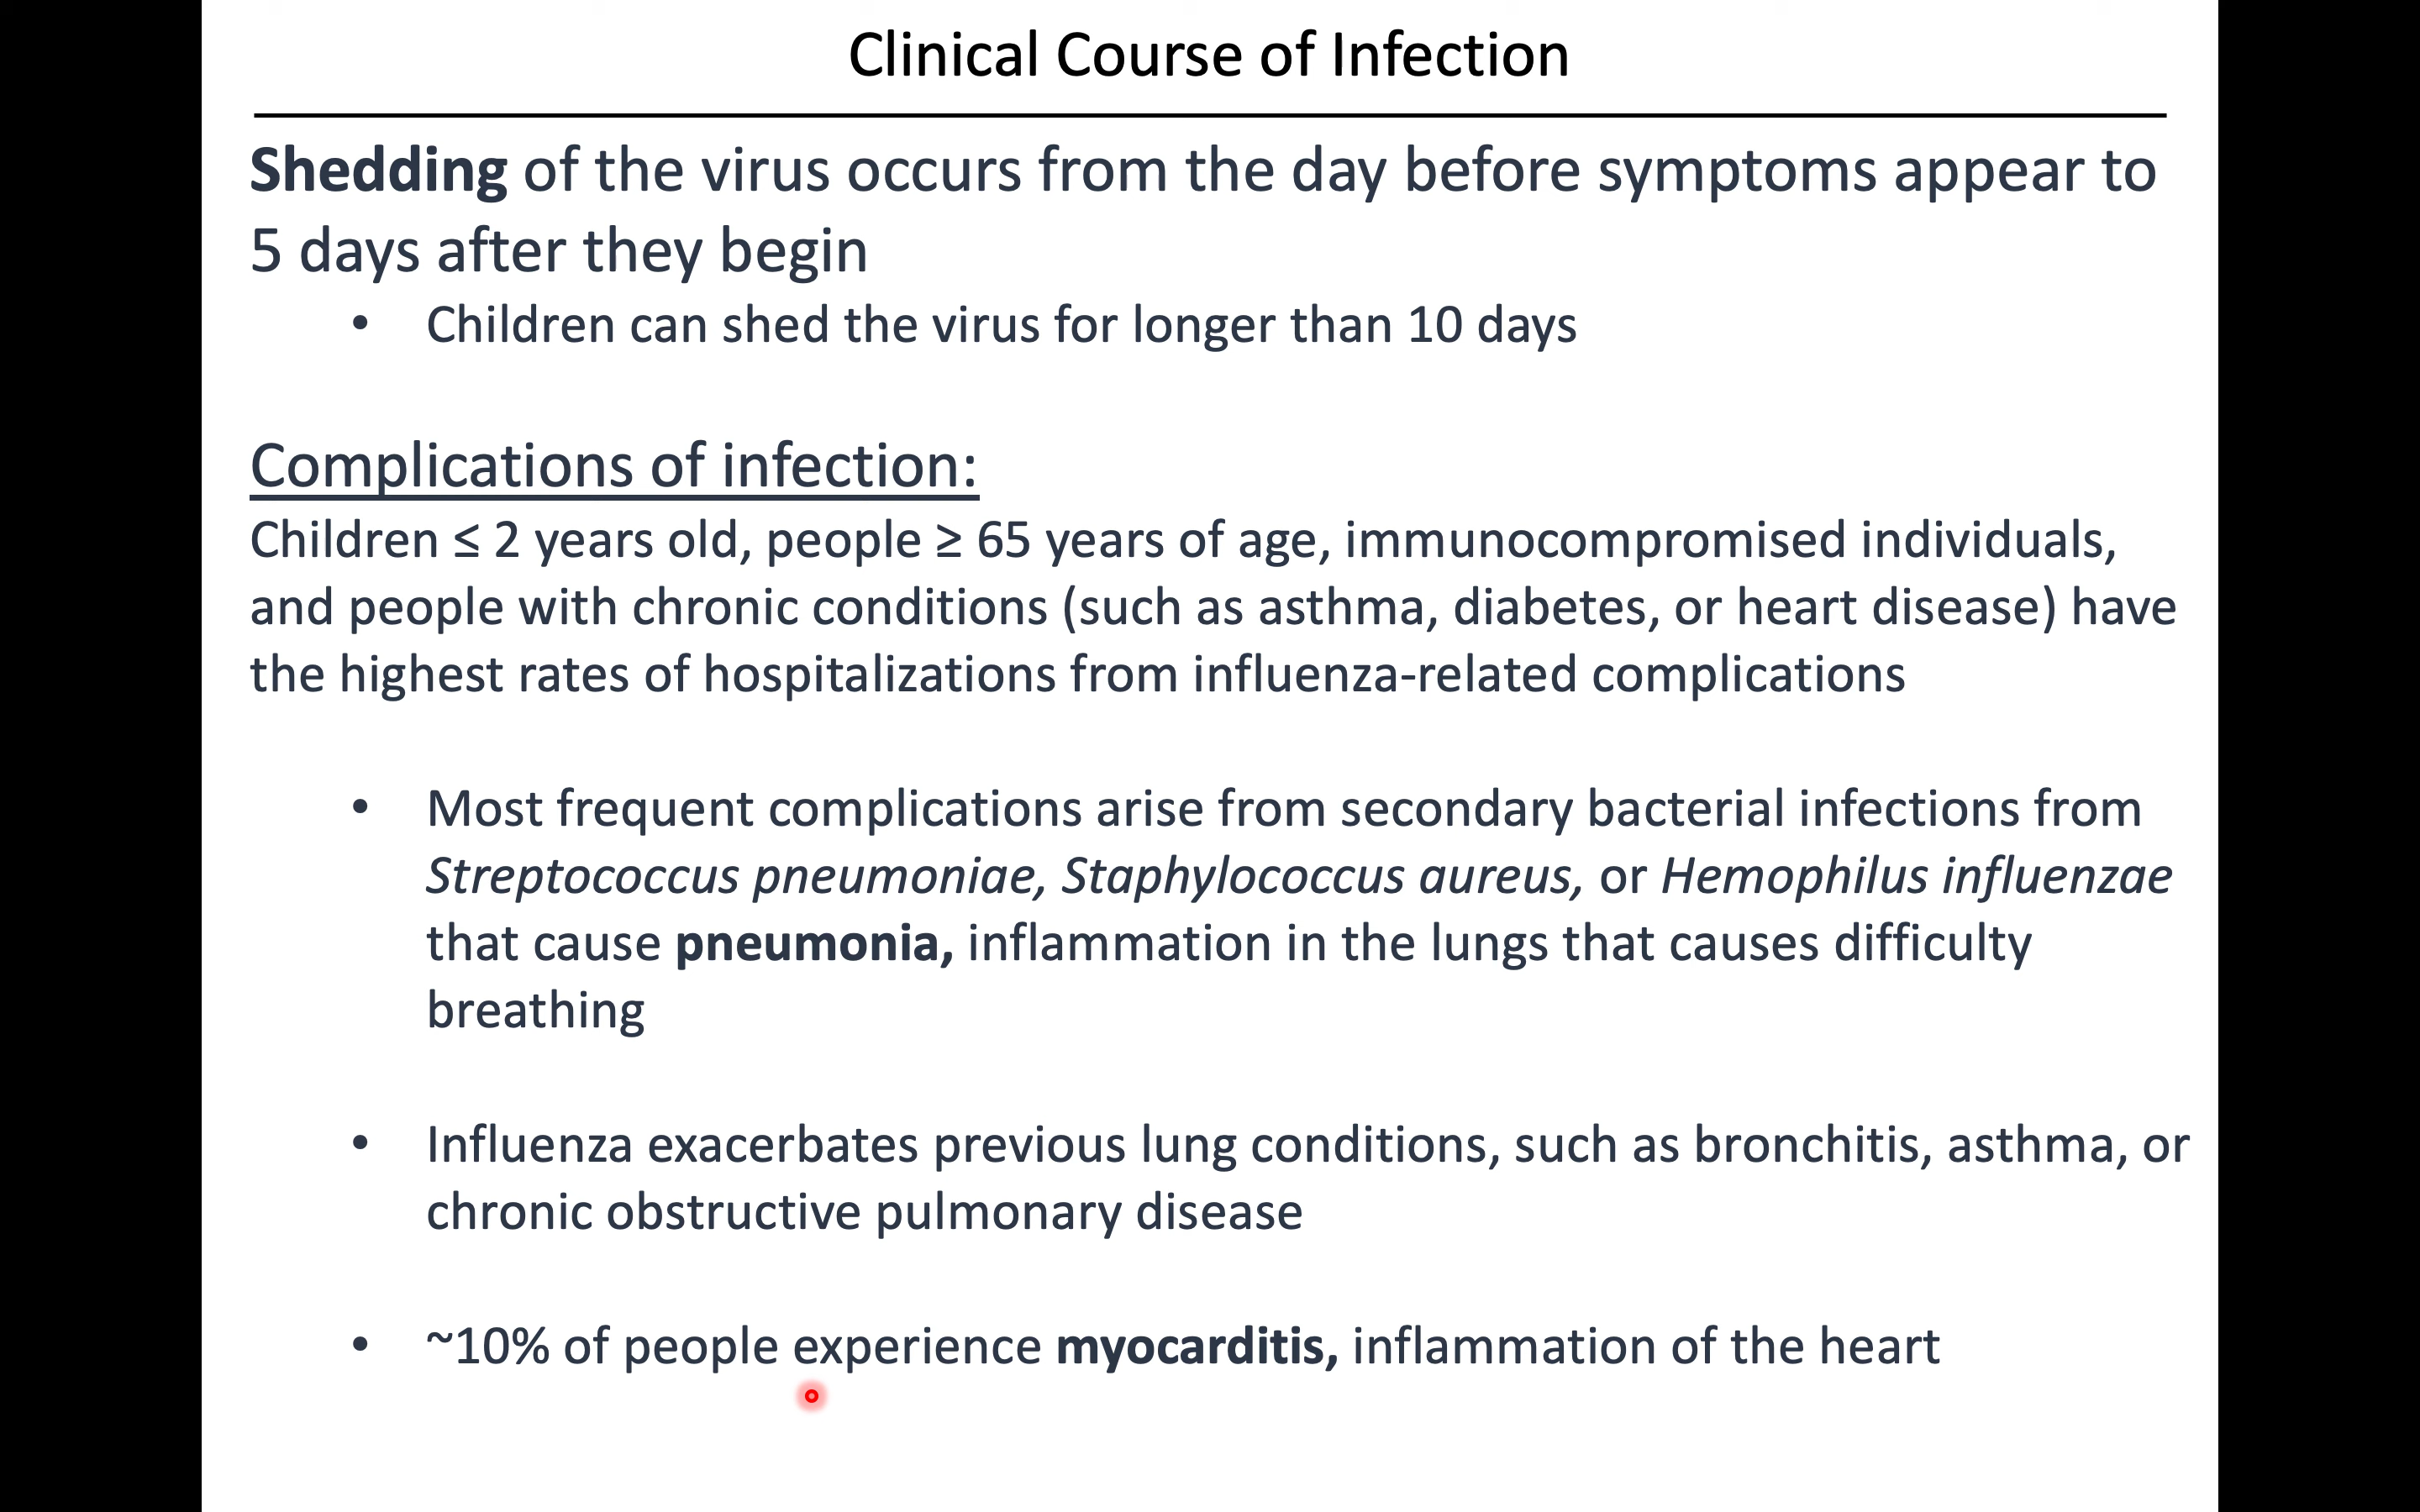 Clinical Course of Infection
Shedding of the virus occurs from the day before symptoms appear to
5 days after they begin
• Children can shed the virus for longer than 10 days
Complications of infection:
Children ≤ 2 years old, people ≥ 65 years of age, immunocompromised individuals,
and people with chronic conditions (such as asthma, diabetes, or heart disease) have
the highest rates of hospitalizations from influenza-related complications
• Most frequent complications arise from secondary bacterial infections from
Streptococcus pneumoniae, Staphylococcus aureus, or Hemophilus influenzae
that cause pneumonia, inflammation in the lungs that causes difficulty
breathing
• Influenza exacerbates previous lung conditions, such as bronchitis, asthma, or
chronic obstructive pulmonary disease
• ~10% of people experience myocarditis, inflammation of the heart